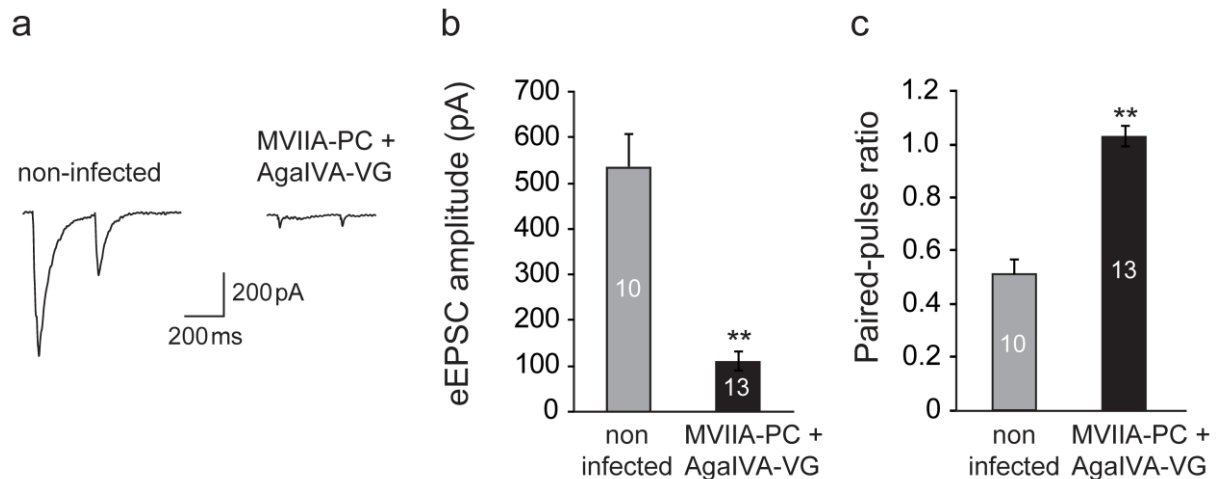 a
non-infected
MVIIA-PC +
AgaIVA-VG
200 pA
200 ms
b
eEPSC amplitude (pA)
700
600
500
400
300
200
100
0
10
**
13
non
infected
MVIIA-PC +
AgaIVA-VG
c
Paired-pulse ratio
1.2
1.0
0.8
0.6
0.4
0.2
0
10
**
13
non
infected
MVIIA-PC +
AgaIVA-VG